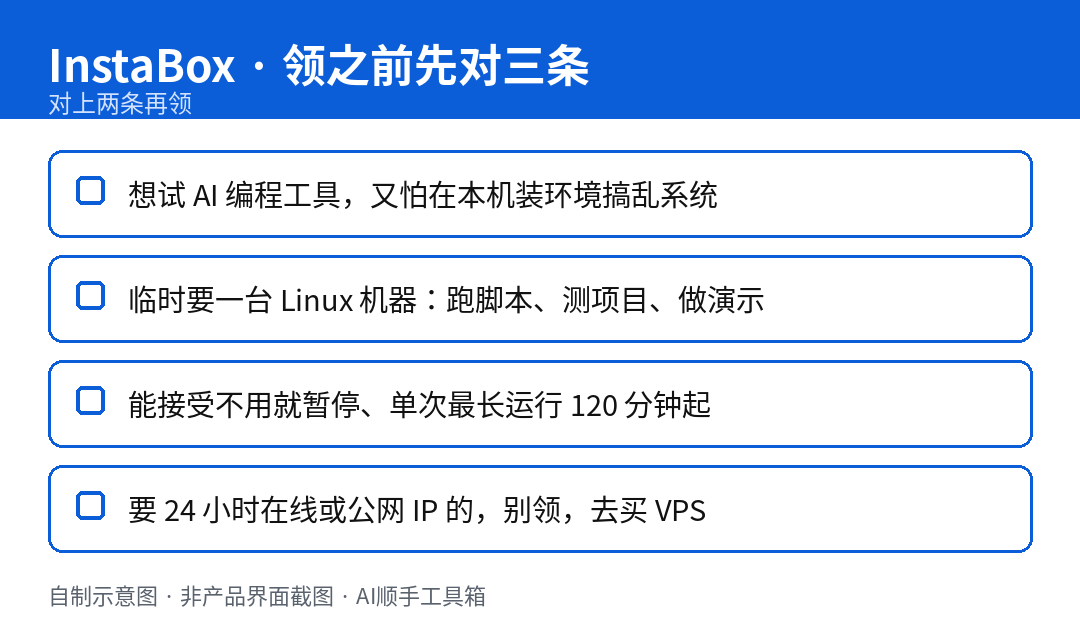 InstaBox · 领之前先对三条
对上两条再领
想试 AI 编程工具，又怕在本机装环境搞乱系统
临时要一台 Linux 机器：跑脚本、测项目、做演示
能接受不用就暂停、单次最长运行 120 分钟起
要 24 小时在线或公网 IP 的，别领，去买 VPS
自制示意图 · 非产品界面截图 · AI顺手工具箱